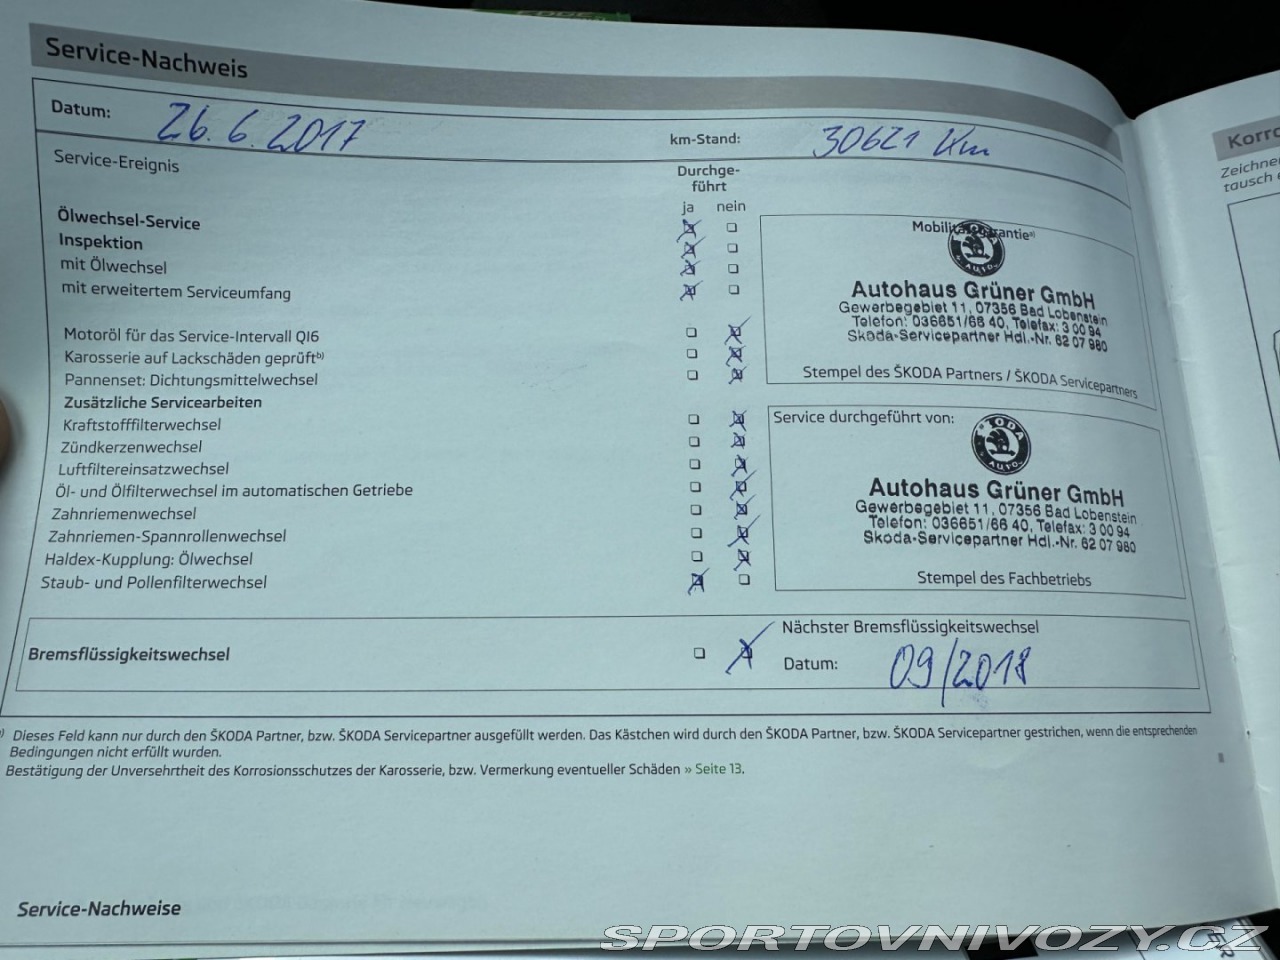 Service-Nachweis
Datum: 26.6.2017
km-Stand: 30621 km
Service-Ereignis
Durchge-
führt
ja nein
Ölwechsel-Service
Inspektion
mit Ölwechsel
mit erweitertem Serviceumfang
Motoröl für das Service-Intervall QI6
Karosserie auf Lackschäden geprüft b)
Pannenset: Dichtungsmittelwechsel
Zusätzliche Servicearbeiten
Kraftstofffilterwechsel
Zündkerzenwechsel
Luftfiltereinsatzwechsel
Öl- und Ölfilterwechsel im automatischen Getriebe
Zahnriemenwechsel
Zahnriemen-Spannrollenwechsel
Haldex-Kupplung: Ölwechsel
Staub- und Pollenfilterwechsel
Mobilitätsgarantie a)
Autohaus Grüner GmbH
Gewerbegebiet 11, 07356 Bad Lobenstein
Telefon: 036651/66 40, Telefax: 3 00 94
Skoda-Servicepartner Hdl.-Nr. 62 07 980
Stempel des ŠKODA Partners / ŠKODA Servicepartners
Service durchgeführt von:
ŠKODA
AUTO
Autohaus Grüner GmbH
Gewerbegebiet 11, 07356 Bad Lobenstein
Telefon: 036651/66 40, Telefax: 3 00 94
Skoda-Servicepartner Hdl.-Nr. 62 07 980
Stempel des Fachbetriebs
Bremsflüssigkeitswechsel
Nächster Bremsflüssigkeitswechsel
Datum: 09/2018
Dieses Feld kann nur durch den ŠKODA Partner, bzw. ŠKODA Servicepartner ausgefüllt werden. Das Kästchen wird durch den ŠKODA Partner, bzw. ŠKODA Servicepartner gestrichen, wenn die entsprechenden
Bedingungen nicht erfüllt wurden.
Bestätigung der Unversehrtheit des Korrosionsschutzes der Karosserie, bzw. Vermerkung eventueller Schäden » Seite 13.
Service-Nachweise
Korro
Zeichne
tausch
SPORTOVNIVOZY.CZ